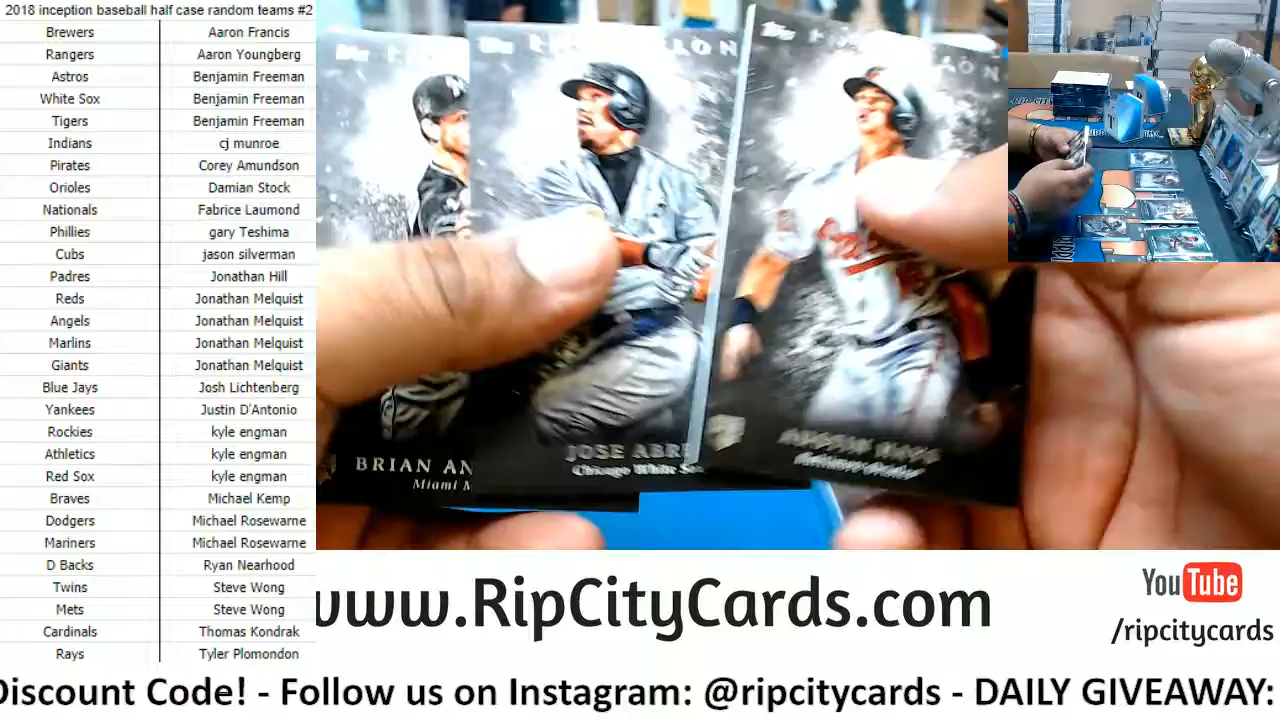 2018 inception baseball half case random teams #2
Brewers Aaron Francis
Rangers Aaron Youngberg
Astros Benjamin Freeman
White Sox Benjamin Freeman
Tigers Benjamin Freeman
Indians cj munroe
Pirates Corey Amundson
Orioles Damian Stock
Nationals Fabrice Laumond
Phillies gary Teshima
Cubs jason silverman
Padres Jonathan Hill
Reds Jonathan Melquist
Angels Jonathan Melquist
Marlins Jonathan Melquist
Giants Jonathan Melquist
Blue Jays Josh Lichtenberg
Yankees Justin D'Antonio
Rockies kyle engman
Athletics kyle engman
Red Sox kyle engman
Braves Michael Kemp
Dodgers Michael Rosewarne
Mariners Michael Rosewarne
D Backs Ryan Nearhood
Twins Steve Wong
Mets Steve Wong
Cardinals Thomas Kondrak
Rays Tyler Plomondon
BRIAN AN
Miami M
JOSE ABR
Chicago White So
www.RipCityCards.com
YouTube
/ripcitycards
Discount Code! - Follow us on Instagram: @ripcitycards - DAILY GIVEAWAY: